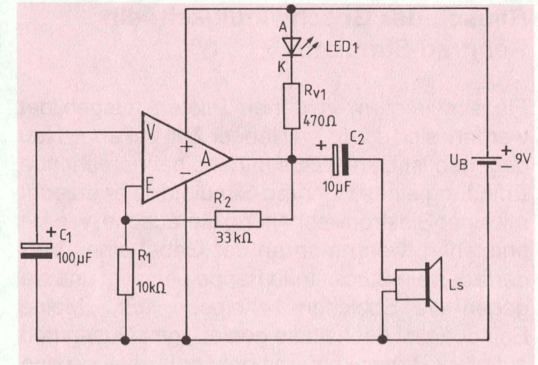 A
LED1
K
Rv1
470Ω
V
+
A
−
E
+ C2
10µF
UB
+
9V
−
R2
33kΩ
+ C1
100µF
R1
10kΩ
Ls